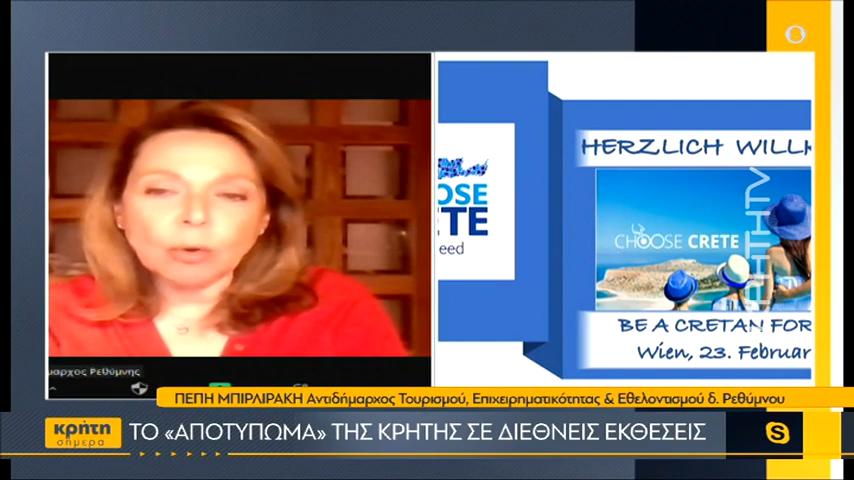 HERZLICH WILLK
OSE
ETE
eed
CHOOSE CRETE
ΚΡΗΤΗTV
BE A CRETAN FOR
Wien, 23. Februar
μαρχος Ρεθύμνης
ΠΕΠΗ ΜΠΙΡΛΙΡΑΚΗ Αντιδήμαρχος Τουρισμού, Επιχειρηματικότητας & Εθελοντισμού δ. Ρεθύμνου
κρήτη
σήμερα
ΤΟ «ΑΠΟΤΥΠΩΜΑ» ΤΗΣ ΚΡΗΤΗΣ ΣΕ ΔΙΕΘΝΕΙΣ ΕΚΘΕΣΕΙΣ